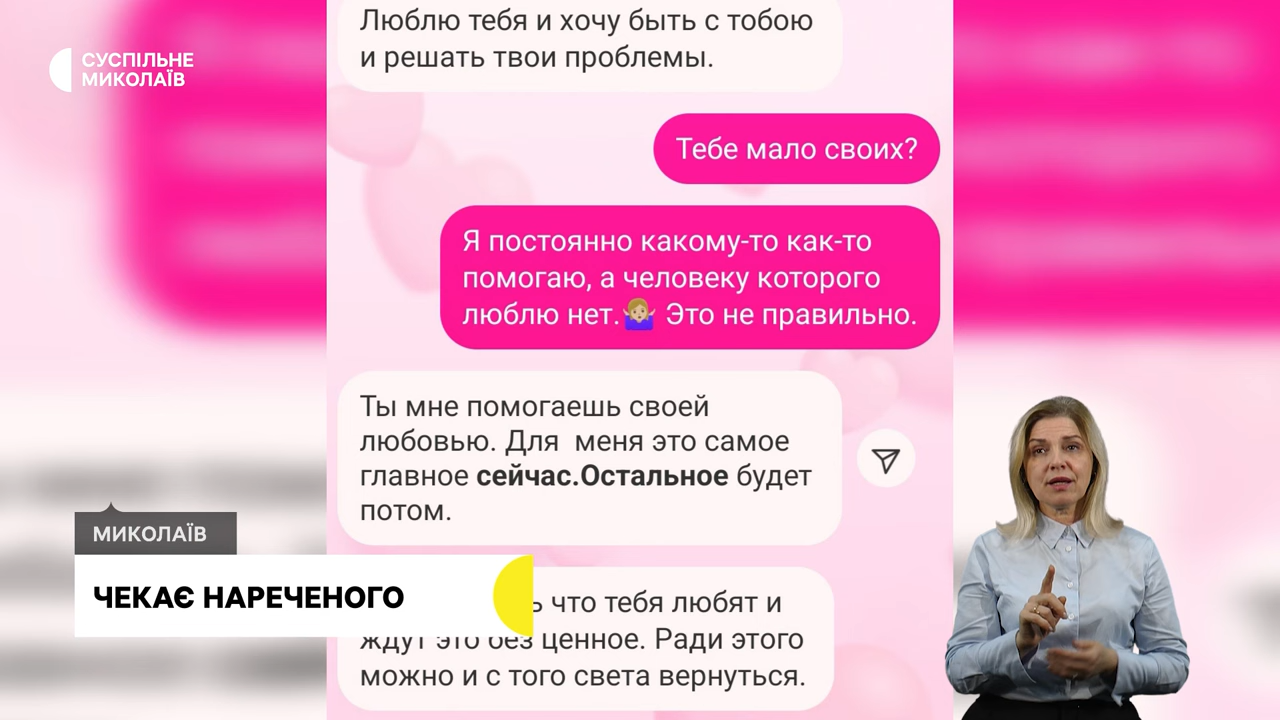 СУСПІЛЬНЕ
МИКОЛАЇВ
Люблю тебя и хочу быть с тобою
и решать твои проблемы.
Тебе мало своих?
Я постоянно какому-то как-то
помогаю, а человеку которого
люблю нет.🤷🏼‍♀️ Это не правильно.
Ты мне помогаешь своей
любовью. Для  меня это самое
главное сейчас.Остальное будет
потом.
что тебя любят и
ждут это без ценное. Ради этого
можно и с того света вернуться.
МИКОЛАЇВ
ЧЕКАЄ НАРЕЧЕНОГО